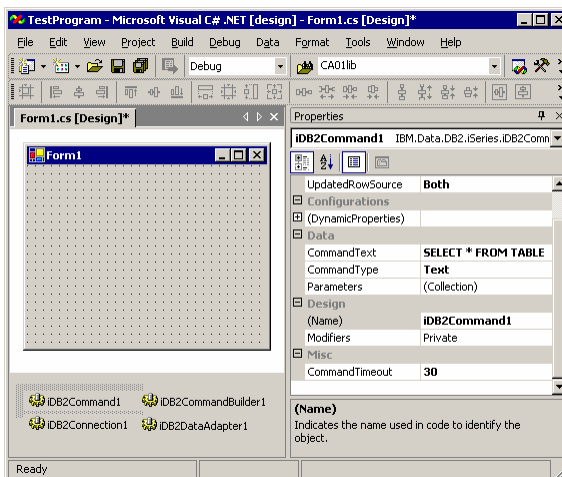 TestProgram - Microsoft Visual C# .NET [design] - Form1.cs [Design]*
File Edit View Project Build Debug Data Format Tools Window Help
Debug CA01lib
Form1.cs [Design]*
Form1
iDB2Command1 iDB2CommandBuilder1
iDB2Connection1 iDB2DataAdapter1
Properties
iDB2Command1 IBM.Data.DB2.iSeries.iDB2Comm
UpdatedRowSource Both
Configurations
(DynamicProperties)
Data
CommandText SELECT * FROM TABLE
CommandType Text
Parameters (Collection)
Design
(Name) iDB2Command1
Modifiers Private
Misc
CommandTimeout 30
(Name)
Indicates the name used in code to identify the
object.
Ready